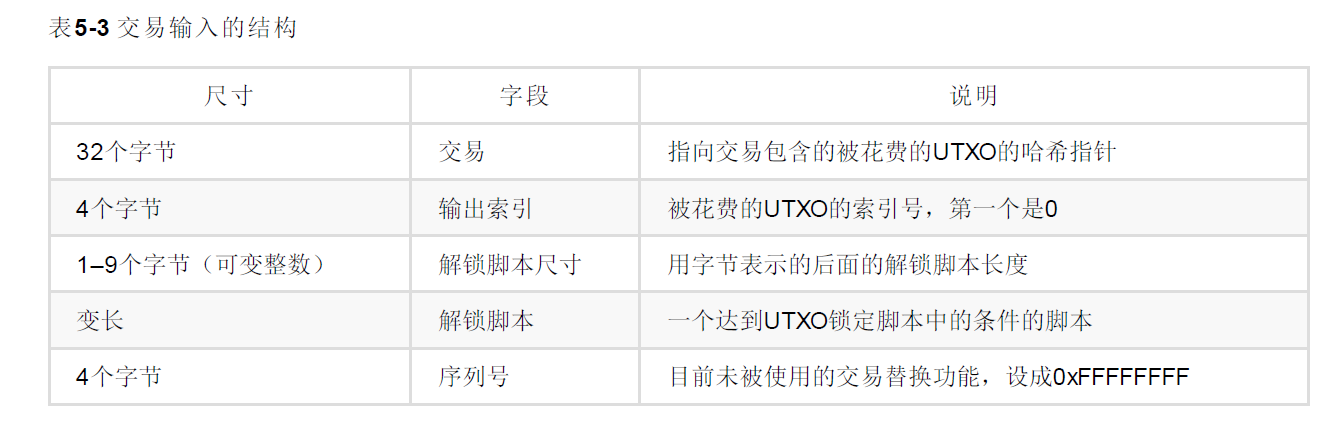 表5-3 交易输入的结构
尺寸 字段 说明
32个字节 交易 指向交易包含的被花费的UTXO的哈希指针
4个字节 输出索引 被花费的UTXO的索引号，第一个是0
1–9个字节（可变整数） 解锁脚本尺寸 用字节表示的后面的解锁脚本长度
变长 解锁脚本 一个达到UTXO锁定脚本中的条件的脚本
4个字节 序列号 目前未被使用的交易替换功能，设成0xFFFFFFFF